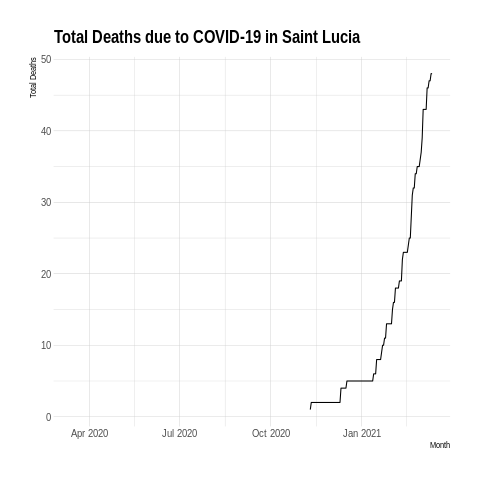 Total Deaths due to COVID-19 in Saint Lucia
Total Deaths
50
40
30
20
10
0
Apr 2020 Jul 2020 Oct 2020 Jan 2021
Month